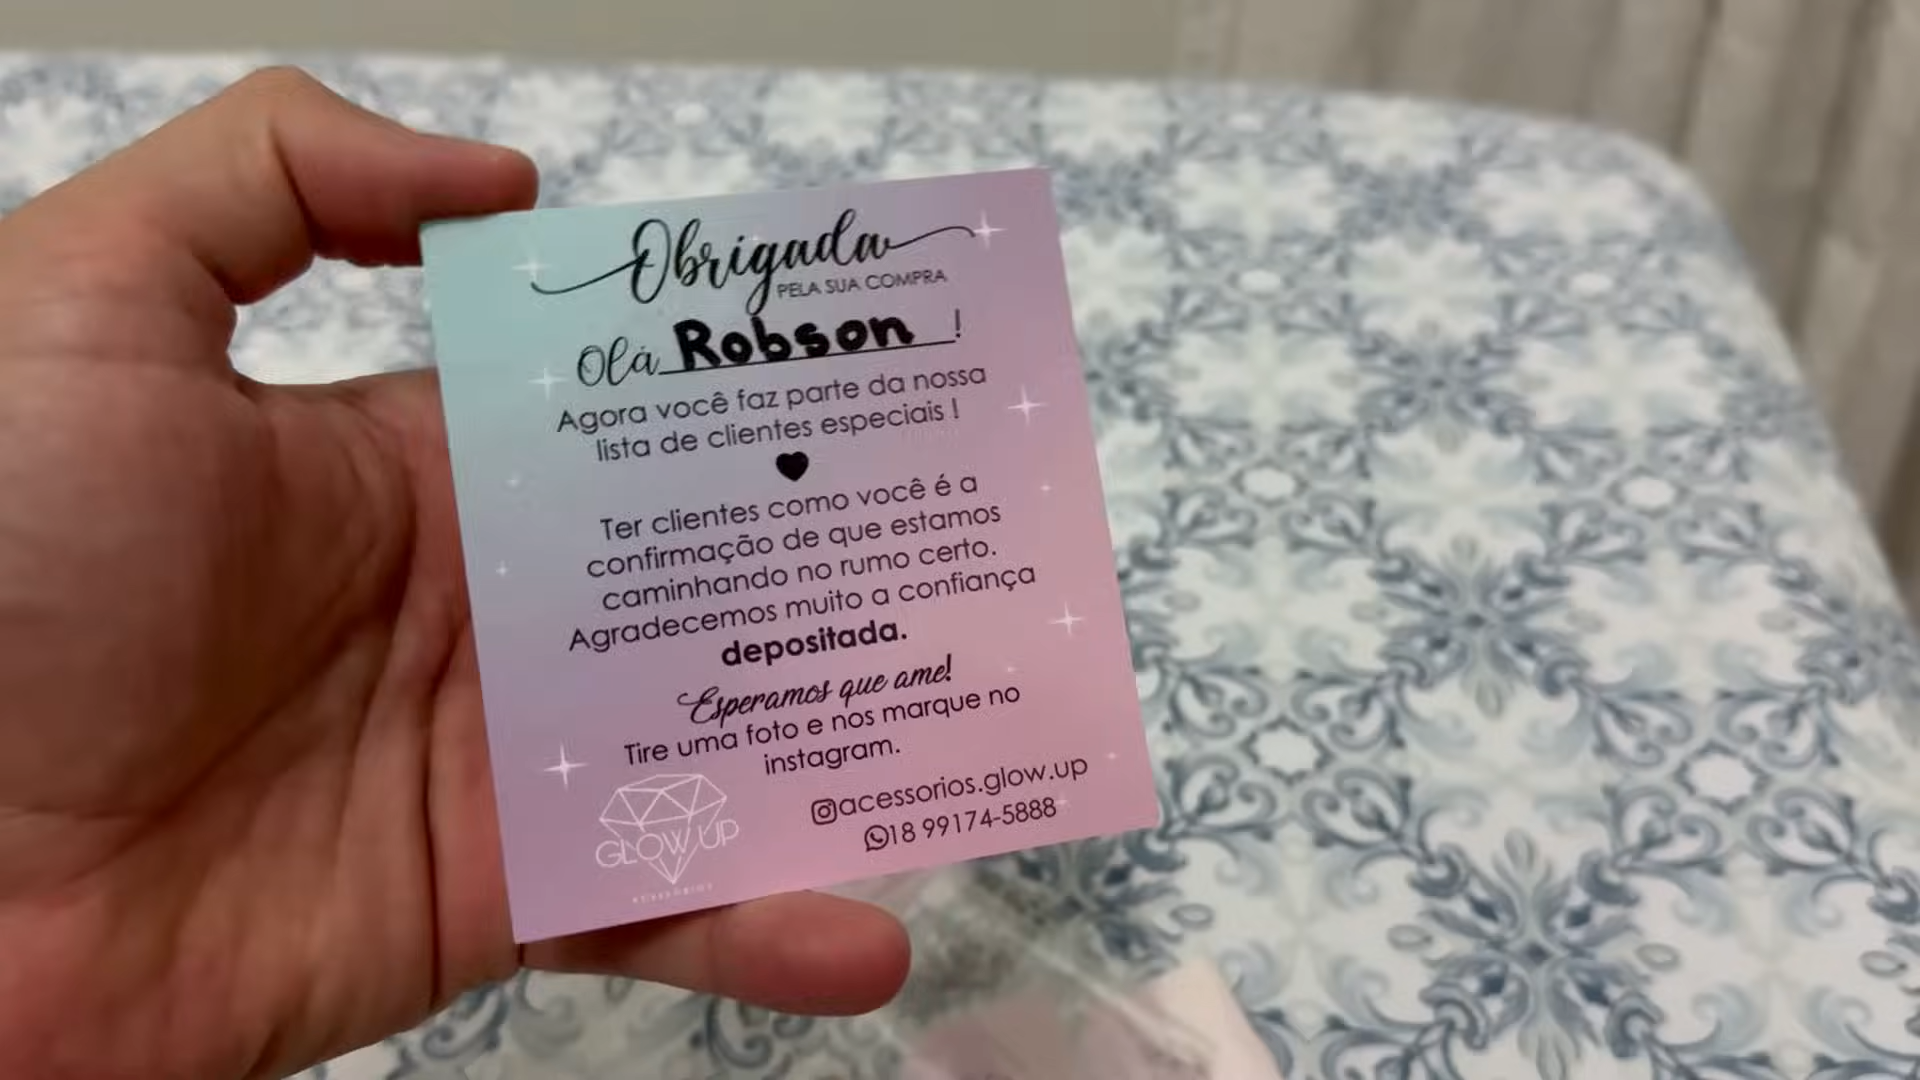 Obrigada
PELA SUA COMPRA
Olá Robson !
Agora você faz parte da nossa
lista de clientes especiais !
Ter clientes como você é a
confirmação de que estamos
caminhando no rumo certo.
Agradecemos muito a confiança
depositada.
Esperamos que ame!
Tire uma foto e nos marque no
instagram.
acessorios.glow.up
18 99174-5888
GLOW UP
ACESSÓRIOS